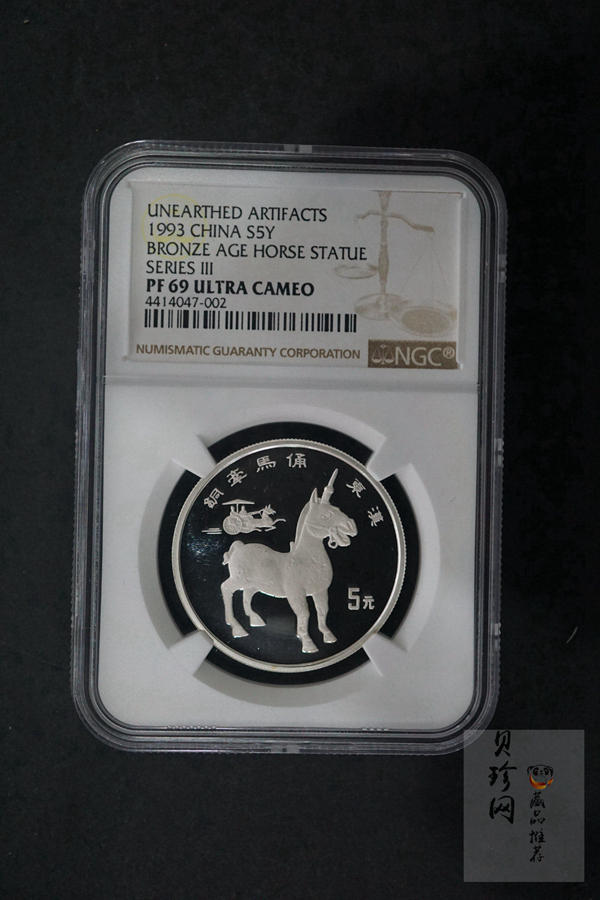 UNEARTHED ARTIFACTS
1993 CHINA S5Y
BRONZE AGE HORSE STATUE
SERIES III
PF 69 ULTRA CAMEO
4414047-002
NUMISMATIC GUARANTY CORPORATION NGC®
銅牽馬俑 東漢
5元
贝珍网
藏品推荐